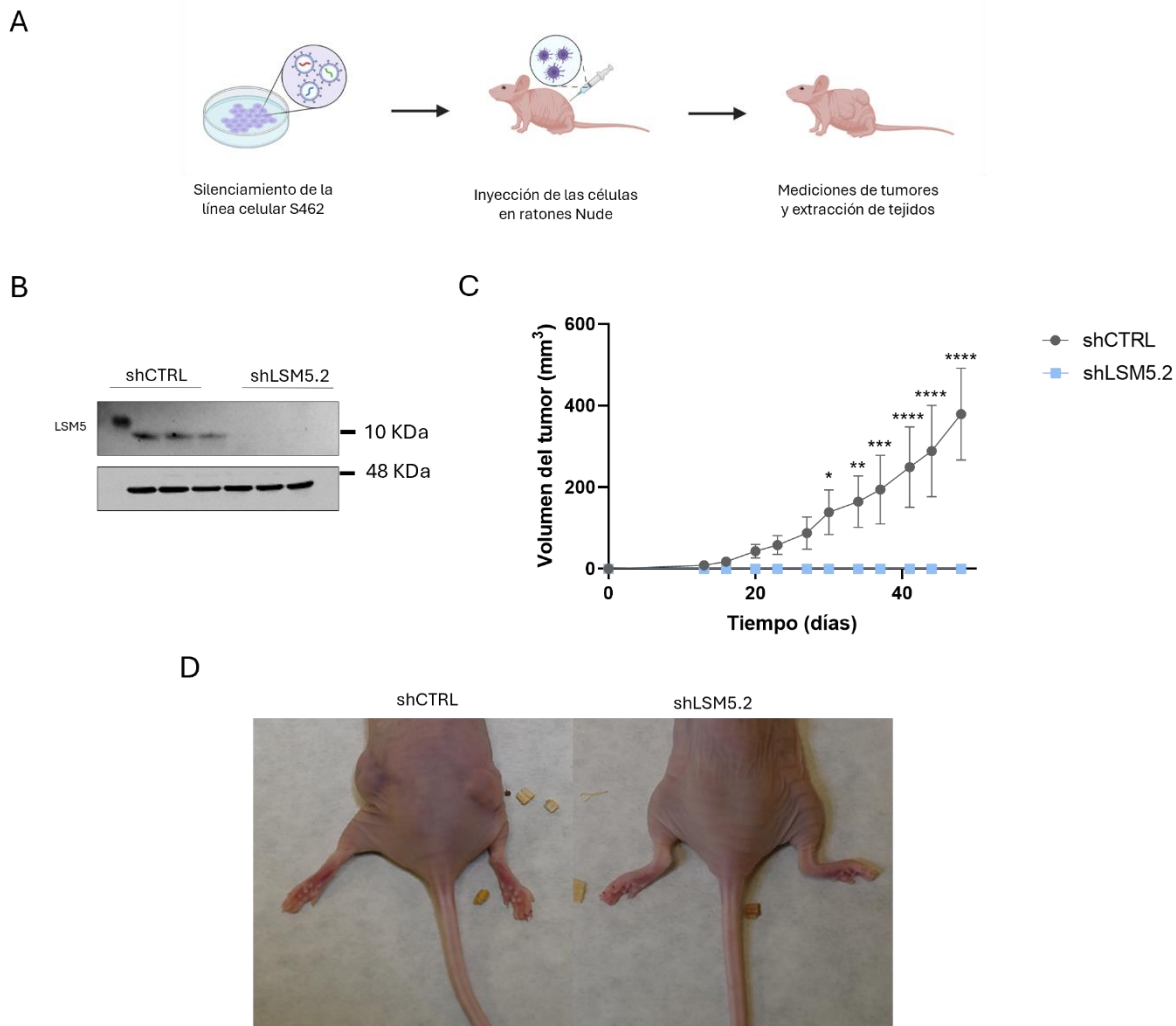 A
Silenciamiento de la
línea celular S462
Inyección de las células
en ratones Nude
Mediciones de tumores
y extracción de tejidos
B
shCTRL
shLSM5.2
LSM5
10 KDa
48 KDa
C
Volumen del tumor (mm³)
600
400
200
0
0
20
40
Tiempo (días)
*
**
***
****
****
****
shCTRL
shLSM5.2
D
shCTRL
shLSM5.2